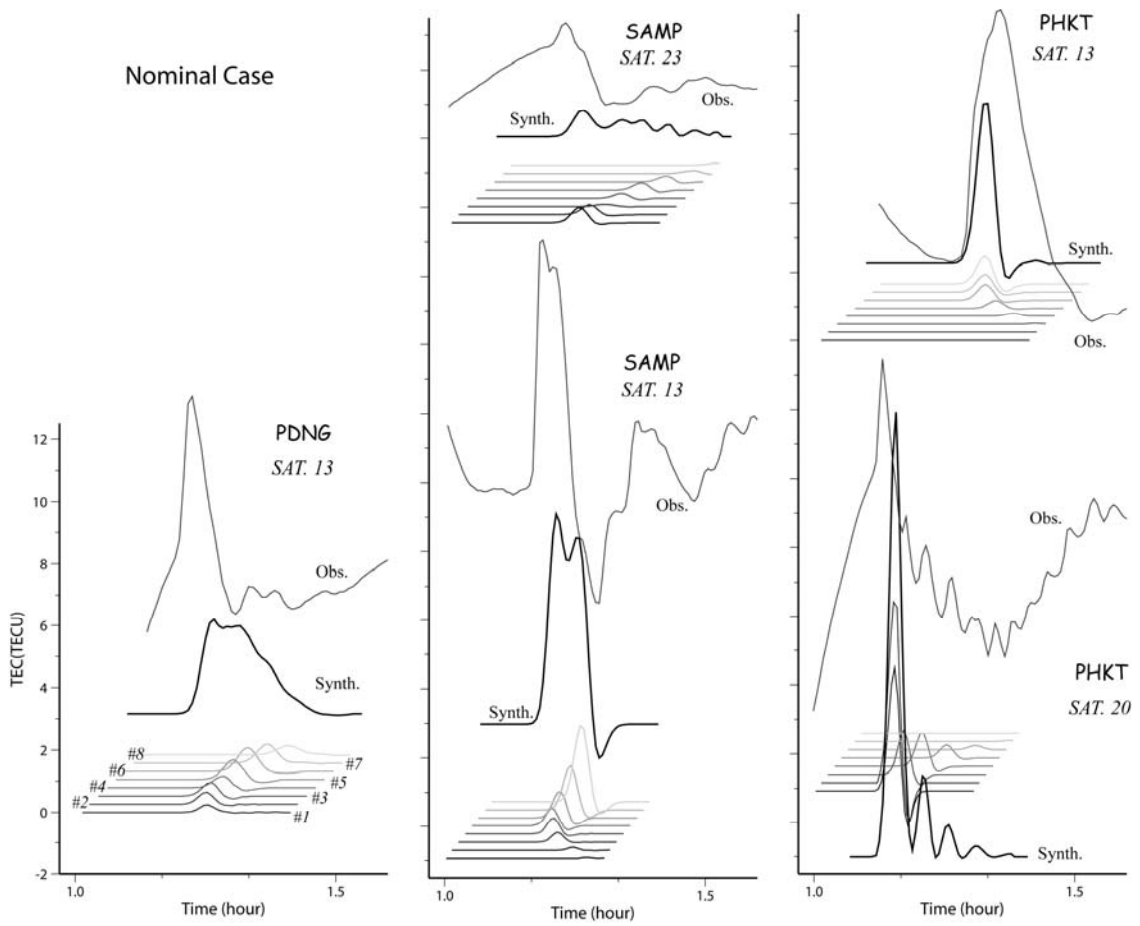 Nominal Case
SAMP
SAT. 23
Obs.
Synth.
SAMP
SAT. 13
Obs.
Synth.
PHKT
SAT. 13
Synth.
Obs.
Obs.
PHKT
SAT. 20
Synth.
PDNG
SAT. 13
Obs.
Synth.
#8
#7
#6
#5
#4
#3
#2
#1
TEC(TECU)
12
10
8
6
4
2
0
-2
1.0
1.5
Time (hour)
1.0
1.5
Time (hour)
1.0
1.5
Time (hour)